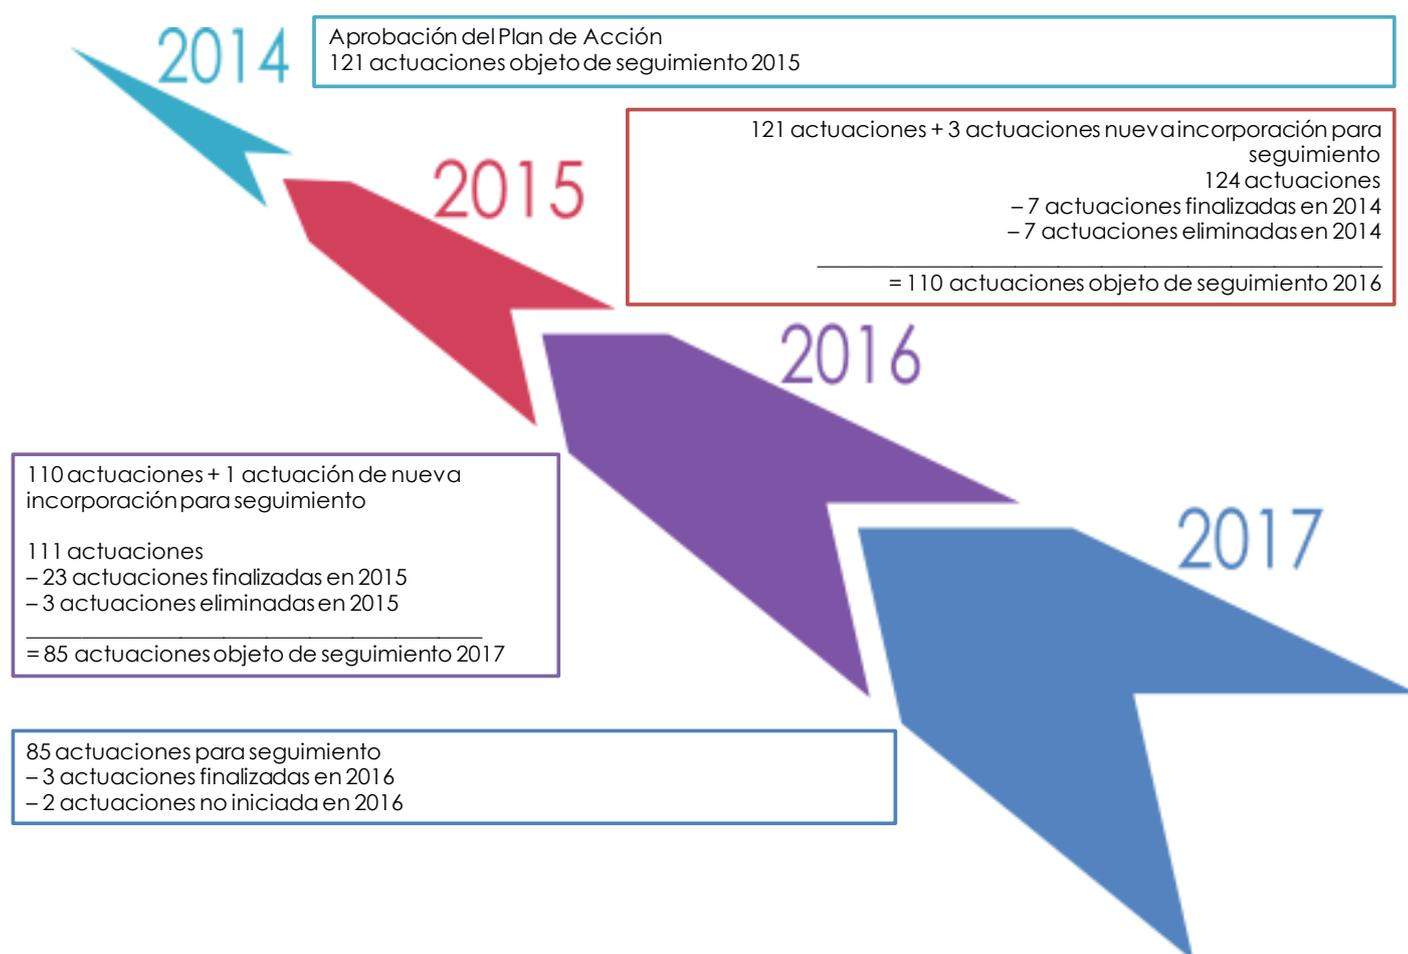 2014
Aprobación del Plan de Acción
121 actuaciones objeto de seguimiento 2015
2015
121 actuaciones + 3 actuaciones nueva incorporación para
seguimiento
124 actuaciones
– 7 actuaciones finalizadas en 2014
– 7 actuaciones eliminadas en 2014
= 110 actuaciones objeto de seguimiento 2016
2016
110 actuaciones + 1 actuación de nueva
incorporación para seguimiento
111 actuaciones
– 23 actuaciones finalizadas en 2015
– 3 actuaciones eliminadas en 2015
= 85 actuaciones objeto de seguimiento 2017
2017
85 actuaciones para seguimiento
– 3 actuaciones finalizadas en 2016
– 2 actuaciones no iniciada en 2016